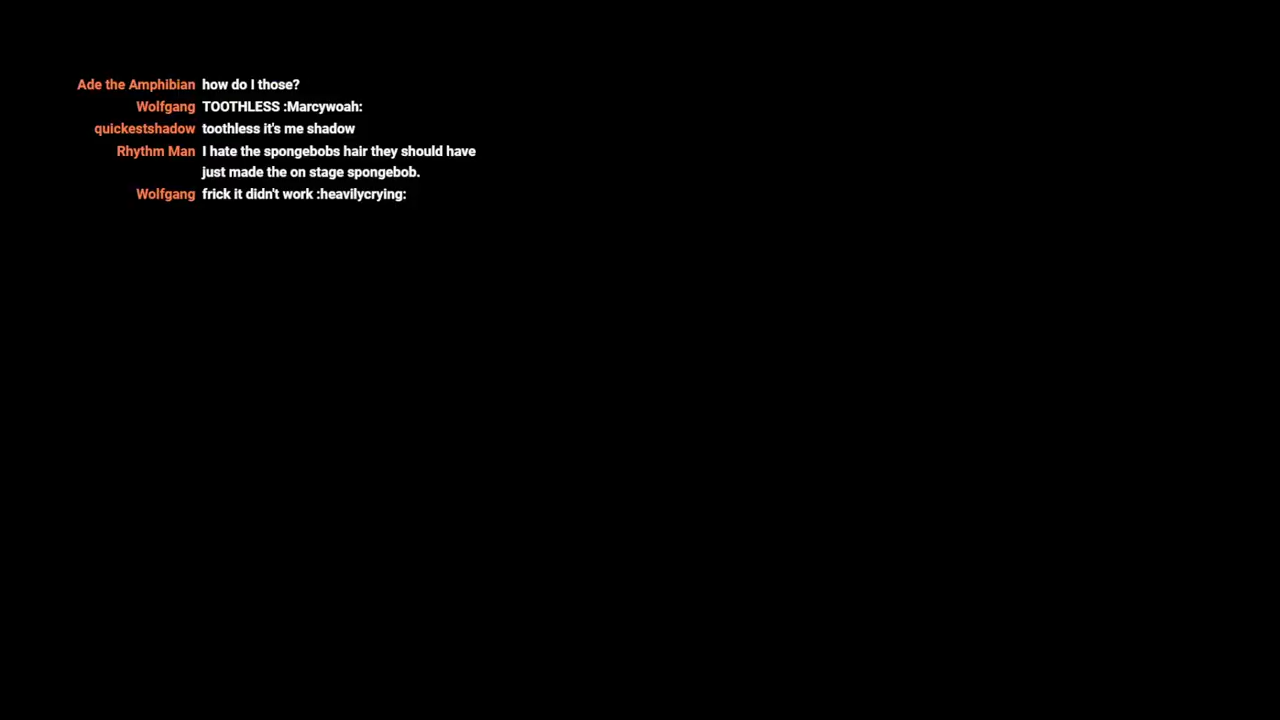 Ade the Amphibian how do I those?
Wolfgang TOOTHLESS :Marcywoah:
quickestshadow toothless it's me shadow
Rhythm Man I hate the spongebobs hair they should have
just made the on stage spongebob.
Wolfgang frick it didn't work :heavilycrying: